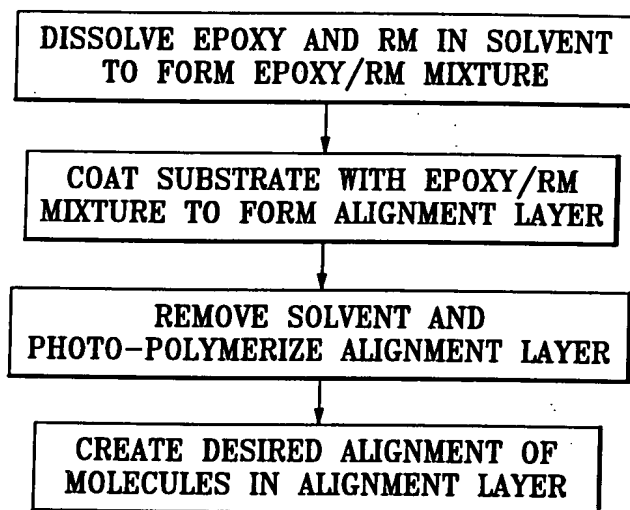 DISSOLVE EPOXY AND RM IN SOLVENT
TO FORM EPOXY/RM MIXTURE
COAT SUBSTRATE WITH EPOXY/RM
MIXTURE TO FORM ALIGNMENT LAYER
REMOVE SOLVENT AND
PHOTO-POLYMERIZE ALIGNMENT LAYER
CREATE DESIRED ALIGNMENT OF
MOLECULES IN ALIGNMENT LAYER